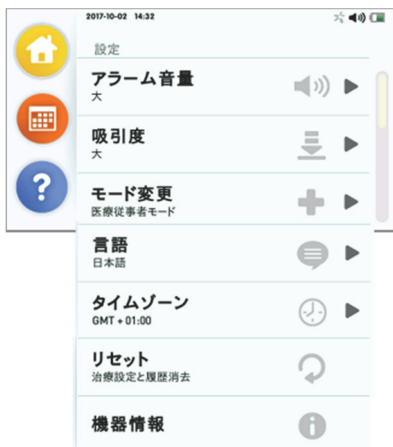 2017-10-02 14:32
設定
アラーム音量
大
吸引度
大
モード変更
医療従事者モード
言語
日本語
タイムゾーン
GMT + 01:00
リセット
治療設定と履歴消去
機器情報